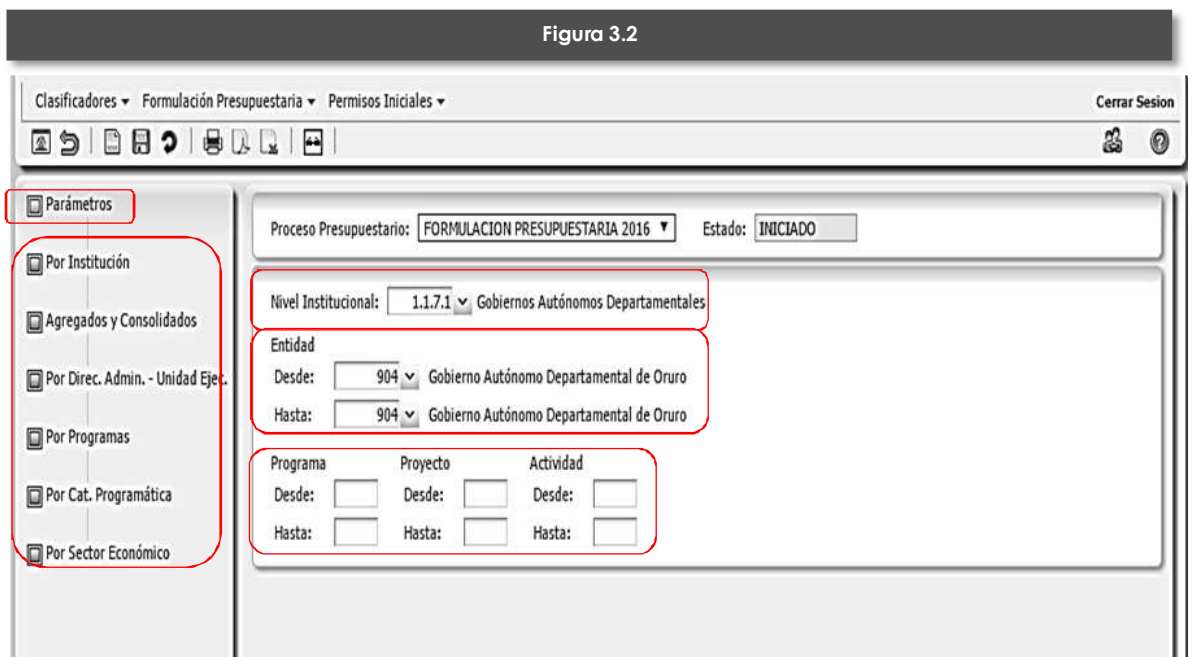 Figura 3.2
Clasificadores Formulación Presupuestaria Permisos Iniciales Cerrar Sesion
Parámetros
Por Institución
Agregados y Consolidados
Por Direc. Admin. - Unidad Ejec.
Por Programas
Por Cat. Programática
Por Sector Económico
Proceso Presupuestario: FORMULACION PRESUPUESTARIA 2016 Estado: INICIADO
Nivel Institucional: 1.1.7.1 Gobiernos Autónomos Departamentales
Entidad
Desde: 904 Gobierno Autónomo Departamental de Oruro
Hasta: 904 Gobierno Autónomo Departamental de Oruro
Programa Proyecto Actividad
Desde: Desde: Desde:
Hasta: Hasta: Hasta: